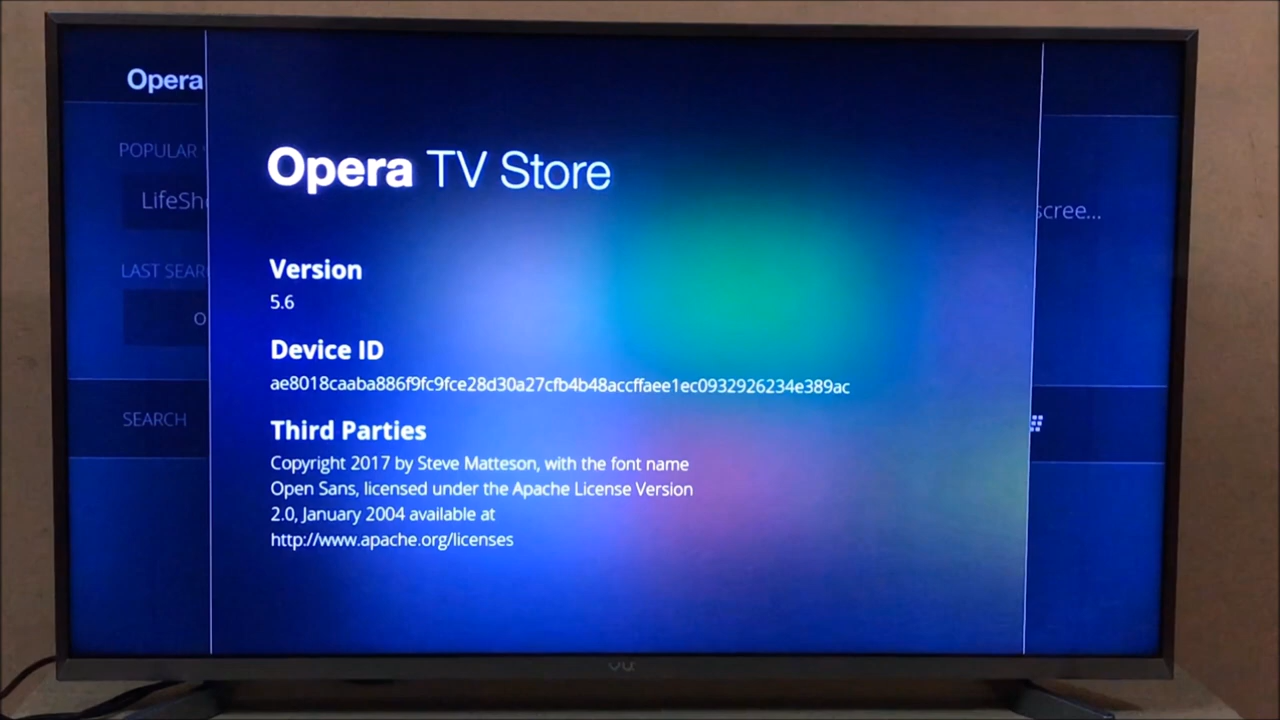 Opera
POPULAR
LifeSh
LAST SEAR
o
SEARCH
scree...
Opera TV Store
Version
5.6
Device ID
ae8018caaba886f9fc9fce28d30a27cfb4b48accffaee1ec0932926234e389ac
Third Parties
Copyright 2017 by Steve Matteson, with the font name
Open Sans, licensed under the Apache License Version
2.0, January 2004 available at
http://www.apache.org/licenses